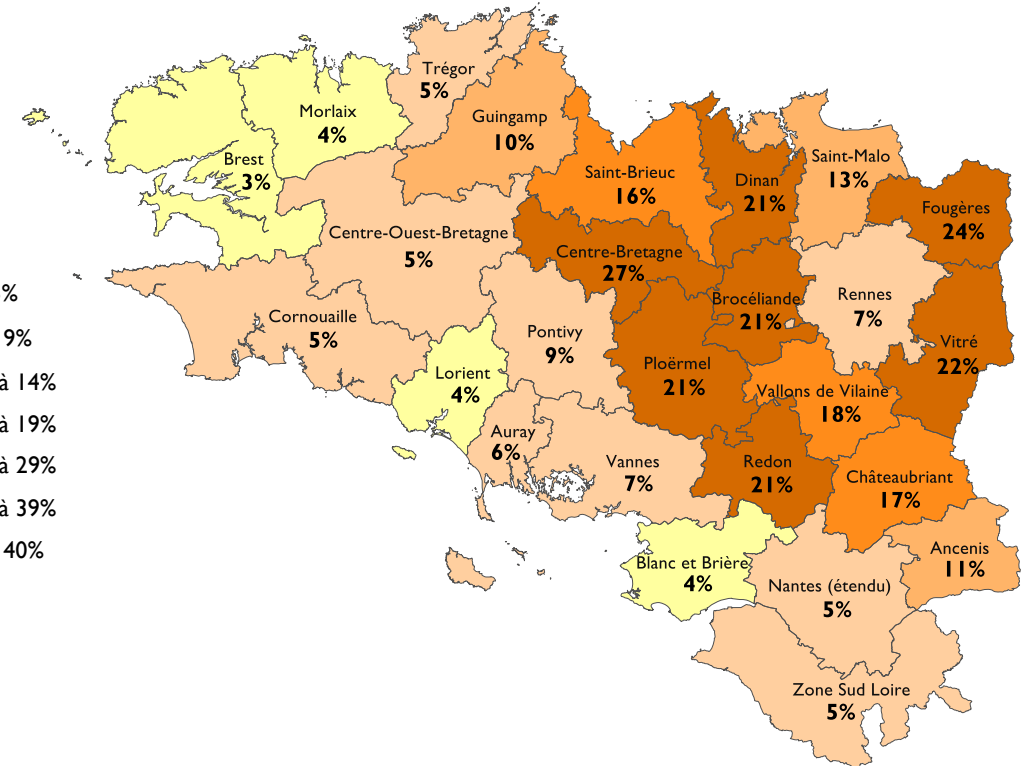 Trégor
5%
Morlaix
4%
Guingamp
10%
Brest
3%
Saint-Brieuc
16%
Dinan
21%
Saint-Malo
13%
Fougères
24%
Centre-Ouest-Bretagne
5%
Centre-Bretagne
27%
Brocéliande
21%
Rennes
7%
Vitré
22%
Cornouaille
5%
Pontivy
9%
Ploërmel
21%
Lorient
4%
Vallons de Vilaine
18%
Auray
6%
Vannes
7%
Redon
21%
Châteaubriant
17%
Blanc et Brière
4%
Nantes (étendu)
5%
Ancenis
11%
Zone Sud Loire
5%
%
9%
à 14%
à 19%
à 29%
à 39%
40%